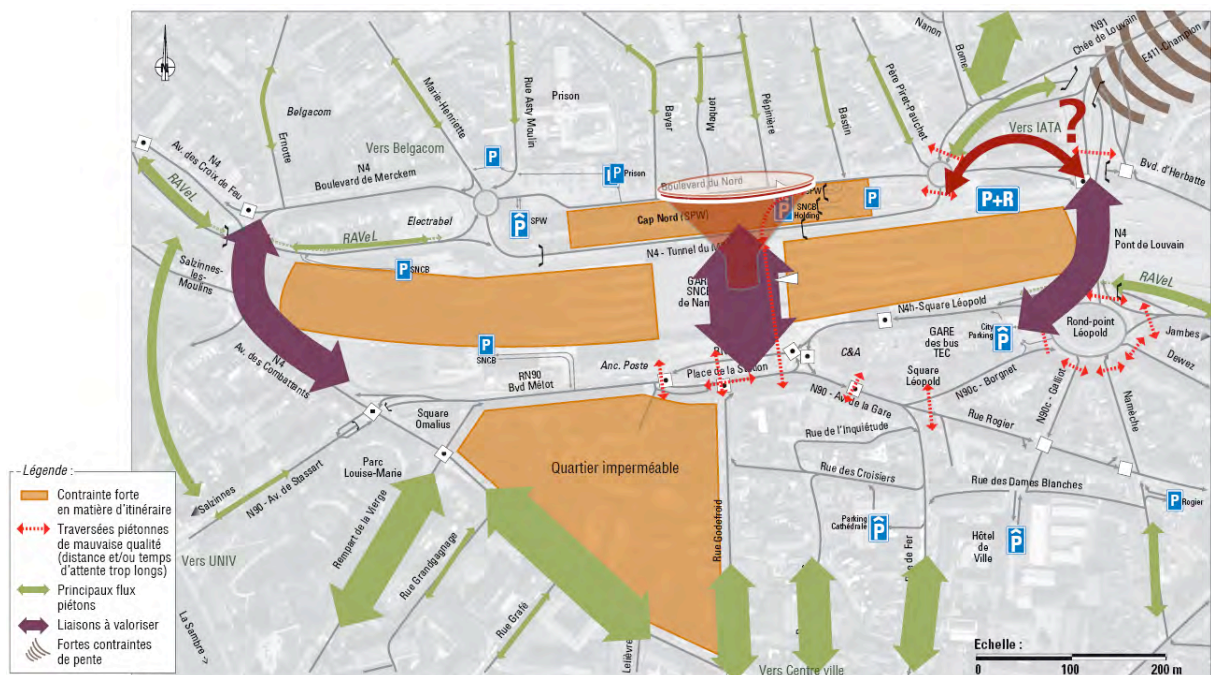 N
Nanon
Borne
N91
Chée de Louvain
E411-Champion
Belgacom
Ernotte
Marie-Henriette
Rue Asty Moulin
Prison
Bayar
Nanon
Pépinière
Bastin
Père Piret-Pauchet
Vers IATA
?
N4
Av. des Croix de Feu
RAVeL
Vers Belgacom
N4
Boulevard de Merckem
P
P
Prison
Boulevard du Nord
Bvd. d'Herbatte
P+R
Electrabel
RAVeL
P
SPW
Cap Nord (SPW)
SPW
P
SNCB
Holding
P
N4 - Tunnel du M
N4
Pont de Louvain
Salzinnes-
les-
Moulins
P
SNCB
GARE
SNCB
de Nam
N4h-Square Léopold
RAVeL
Rond-point
Léopold
Jambes
Dewez
GARE
des bus
TEC
City
Parking
P
N4
Av. des Combattants
P
SNCB
RN90
Bvd Mélot
Anc. Poste
Place de la Station
C&A
Square
Léopold
N90c - Borgnet
N90c - Galliot
Namèche
N90 - Av. de la Gare
Square
Omalius
Rue de l'Inquiétude
Rue Rogier
Quartier imperméable
Parc
Louise-Marie
Rue des Croisiers
Rue des Dames Blanches
P
Rogier
Salzinnes
N90 - Av. de Stassart
Rempart de la Vierge
Rue Grandgagnage
Rue Godefroid
Parking
Cathédrale
P
de Fer
Hôtel
de Ville
P
Vers UNIV
Rue Grafé
La Sambre ->
Lelièvre
Vers Centre ville
Echelle :
0
100
200 m
Légende :
Contrainte forte
en matière d'itinéraire
Traversées piétonnes
de mauvaise qualité
(distance et/ou temps
d'attente trop longs)
Principaux flux
piétons
Liaisons à valoriser
Fortes contraintes
de pente